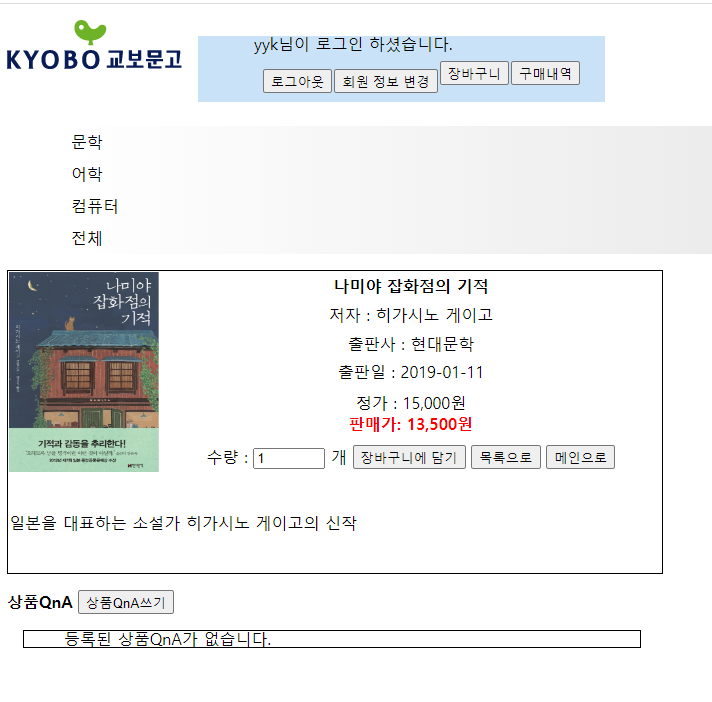 KYOBO 교보문고
yyk님이 로그인 하셨습니다.
로그아웃 회원 정보 변경 장바구니 구매내역
문학
어학
컴퓨터
전체
나미야
잡화점의
기적
히가시노 게이고
기적과 감동을 추리한다!
나미야 잡화점의 기적
저자 : 히가시노 게이고
출판사 : 현대문학
출판일 : 2019-01-11
정가 : 15,000원
판매가: 13,500원
수량 : 1 개 장바구니에 담기 목록으로 메인으로
일본을 대표하는 소설가 히가시노 게이고의 신작
상품QnA 상품QnA쓰기
등록된 상품QnA가 없습니다.